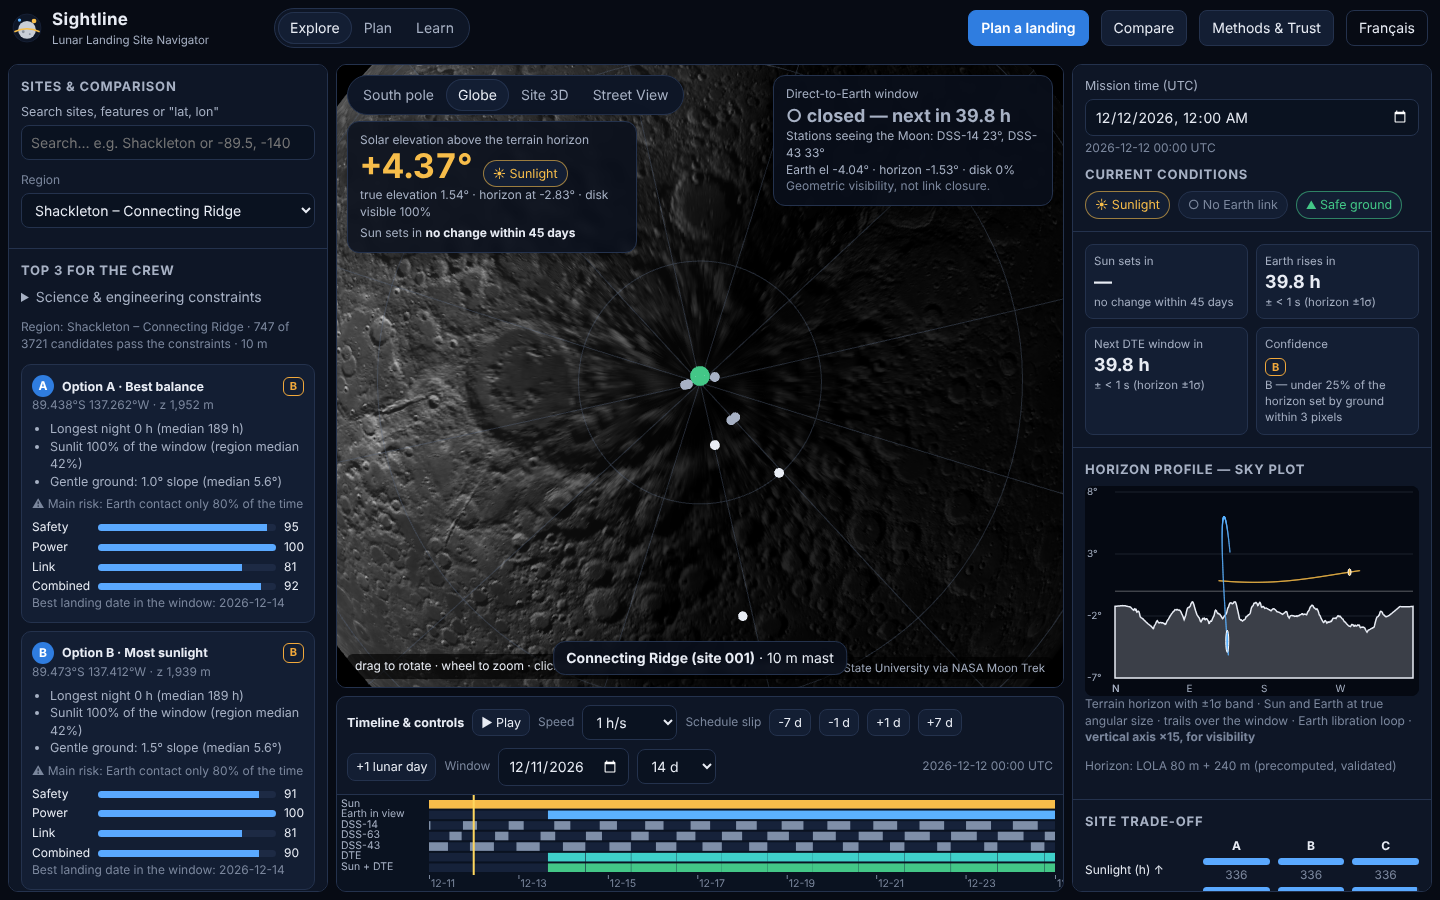 Sightline
Lunar Landing Site Navigator
Explore
Plan
Learn
Plan a landing
Compare
Methods & Trust
Français
SITES & COMPARISON
Search sites, features or "lat, lon"
Search... e.g. Shackleton or -89.5, -140
Region
Shackleton – Connecting Ridge
TOP 3 FOR THE CREW
▶ Science & engineering constraints
Region: Shackleton – Connecting Ridge · 747 of
3721 candidates pass the constraints · 10 m
A Option A · Best balance B
89.438°S 137.262°W · z 1,952 m
• Longest night 0 h (median 189 h)
• Sunlit 100% of the window (region median
42%)
• Gentle ground: 1.0° slope (median 5.6°)
⚠ Main risk: Earth contact only 80% of the time
Safety 95
Power 100
Link 81
Combined 92
Best landing date in the window: 2026-12-14
B Option B · Most sunlight B
89.473°S 137.412°W · z 1,939 m
• Longest night 0 h (median 189 h)
• Sunlit 100% of the window (region median
42%)
• Gentle ground: 1.5° slope (median 5.6°)
⚠ Main risk: Earth contact only 80% of the time
Safety 91
Power 100
Link 81
Combined 90
Best landing date in the window: 2026-12-14
South pole
Globe
Site 3D
Street View
Solar elevation above the terrain horizon
+4.37° ☀ Sunlight
true elevation 1.54° · horizon at -2.83° · disk
visible 100%
Sun sets in no change within 45 days
Direct-to-Earth window
○ closed — next in 39.8 h
Stations seeing the Moon: DSS-14 23°, DSS-
43 33°
Earth el -4.04° · horizon -1.53° · disk 0%
Geometric visibility, not link closure.
drag to rotate · wheel to zoom · clic
Connecting Ridge (site 001) · 10 m mast
State University via NASA Moon Trek
Timeline & controls
▶ Play
Speed
1 h/s
Schedule slip
-7 d
-1 d
+1 d
+7 d
+1 lunar day
Window
12/11/2026
14 d
2026-12-12 00:00 UTC
Sun
Earth in view
DSS-14
DSS-63
DSS-43
DTE
Sun + DTE
12-11 12-13 12-15 12-17 12-19 12-21 12-23
Mission time (UTC)
12/12/2026, 12:00 AM
2026-12-12 00:00 UTC
CURRENT CONDITIONS
☀ Sunlight
○ No Earth link
▲ Safe ground
Sun sets in
—
no change within 45 days
Earth rises in
39.8 h
± < 1 s (horizon ±1σ)
Next DTE window in
39.8 h
± < 1 s (horizon ±1σ)
Confidence
B
B — under 25% of the
horizon set by ground
within 3 pixels
HORIZON PROFILE — SKY PLOT
8°
3°
-2°
-7°
N E S W
Terrain horizon with ±1σ band · Sun and Earth at true
angular size · trails over the window · Earth libration loop ·
vertical axis ×15, for visibility
Horizon: LOLA 80 m + 240 m (precomputed, validated)
SITE TRADE-OFF
A B C
Sunlight (h) ↑
336 336 336